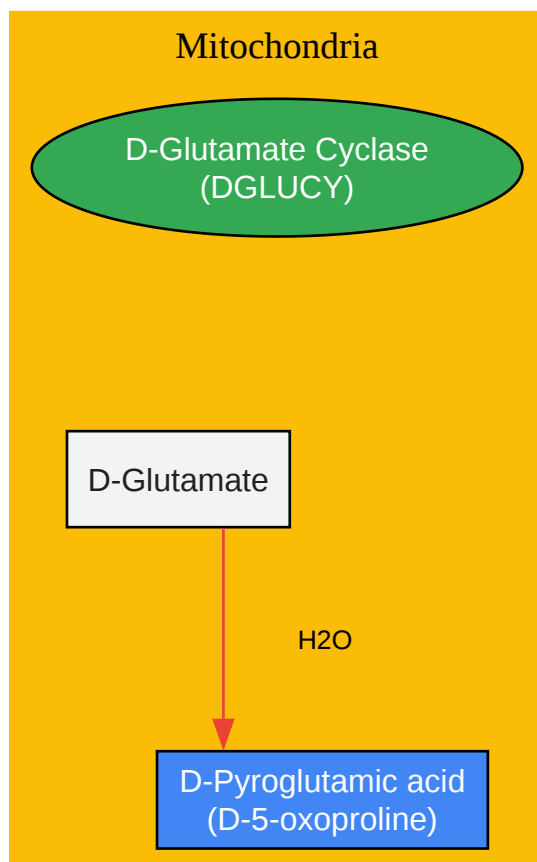 Mitochondria
D-Glutamate Cyclase
(DGLUCY)
D-Glutamate
H2O
D-Pyroglutamic acid
(D-5-oxoproline)